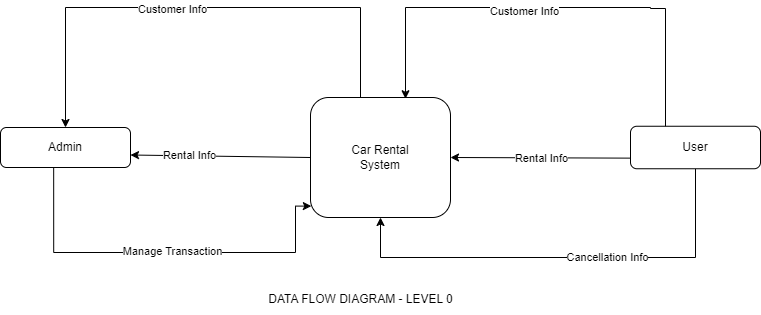 Customer Info
Customer Info
Admin
Rental Info
Car Rental
System
Rental Info
User
Manage Transaction
Cancellation Info
DATA FLOW DIAGRAM - LEVEL 0